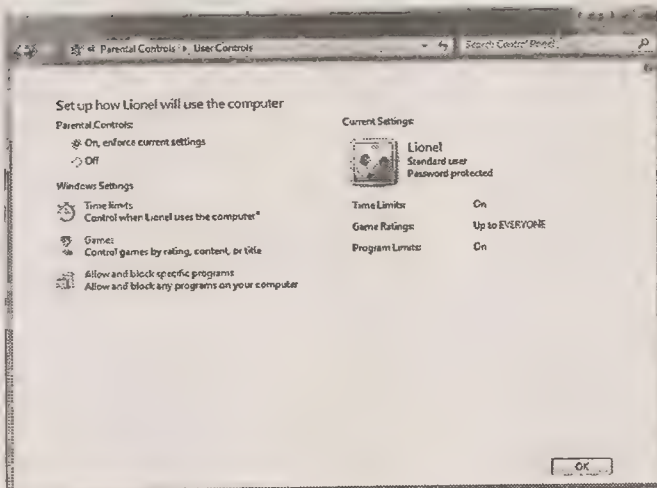 Parental Controls ▸ User Controls
Search Control Panel
Set up how Lionel will use the computer
Parental Controls:
On, enforce current settings
Off
Windows Settings
Time limits
Control when Lionel uses the computer
Games
Control games by rating, content, or title
Allow and block specific programs
Allow and block any programs on your computer
Current Settings:
Lionel
Standard user
Password protected
Time Limits: On
Game Ratings: Up to EVERYONE
Program Limits: On
OK